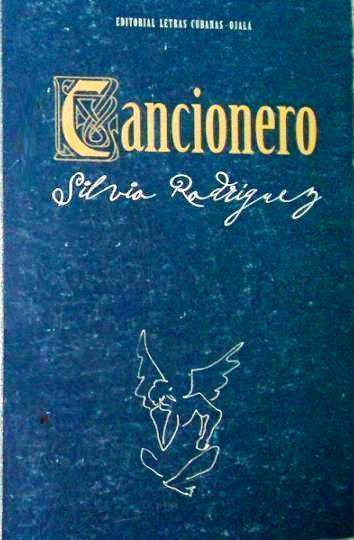 EDITORIAL LETRAS CUBANAS · OJALÁ
Cancionero
Silvio Rodríguez